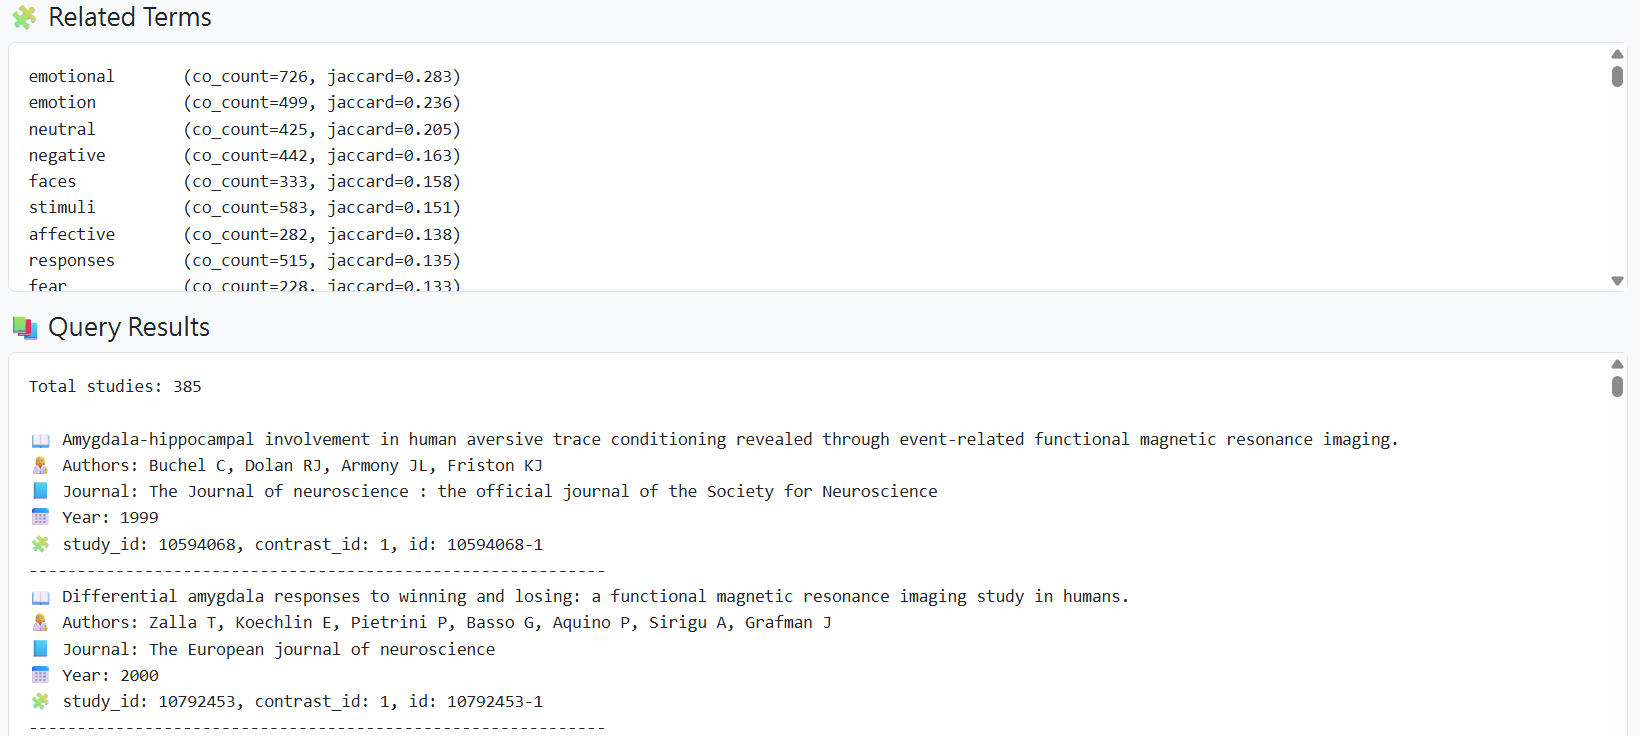 Related Terms
emotional (co_count=726, jaccard=0.283)
emotion (co_count=499, jaccard=0.236)
neutral (co_count=425, jaccard=0.205)
negative (co_count=442, jaccard=0.163)
faces (co_count=333, jaccard=0.158)
stimuli (co_count=583, jaccard=0.151)
affective (co_count=282, jaccard=0.138)
responses (co_count=515, jaccard=0.135)
fear (co_count=228, jaccard=0.133)
Query Results
Total studies: 385
Amygdala-hippocampal involvement in human aversive trace conditioning revealed through event-related functional magnetic resonance imaging.
Authors: Buchel C, Dolan RJ, Armony JL, Friston KJ
Journal: The Journal of neuroscience : the official journal of the Society for Neuroscience
Year: 1999
study_id: 10594068, contrast_id: 1, id: 10594068-1
------------------------------------------------------------
Differential amygdala responses to winning and losing: a functional magnetic resonance imaging study in humans.
Authors: Zalla T, Koechlin E, Pietrini P, Basso G, Aquino P, Sirigu A, Grafman J
Journal: The European journal of neuroscience
Year: 2000
study_id: 10792453, contrast_id: 1, id: 10792453-1
------------------------------------------------------------